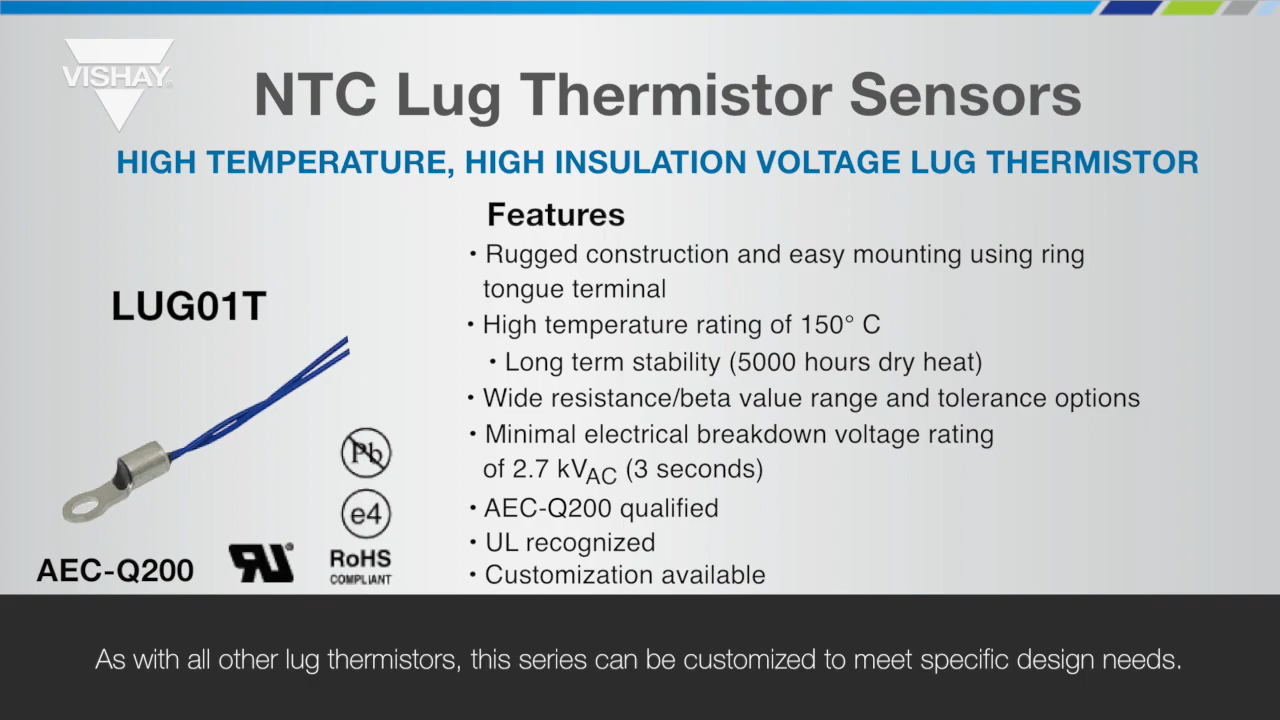 VISHAY
NTC Lug Thermistor Sensors
HIGH TEMPERATURE, HIGH INSULATION VOLTAGE LUG THERMISTOR
Features
• Rugged construction and easy mounting using ring
tongue terminal
• High temperature rating of 150° C
• Long term stability (5000 hours dry heat)
• Wide resistance/beta value range and tolerance options
• Minimal electrical breakdown voltage rating
of 2.7 kVAC (3 seconds)
• AEC-Q200 qualified
• UL recognized
• Customization available
LUG01T
Pb
e4
RoHS
COMPLIANT
AEC-Q200
As with all other lug thermistors, this series can be customized to meet specific design needs.